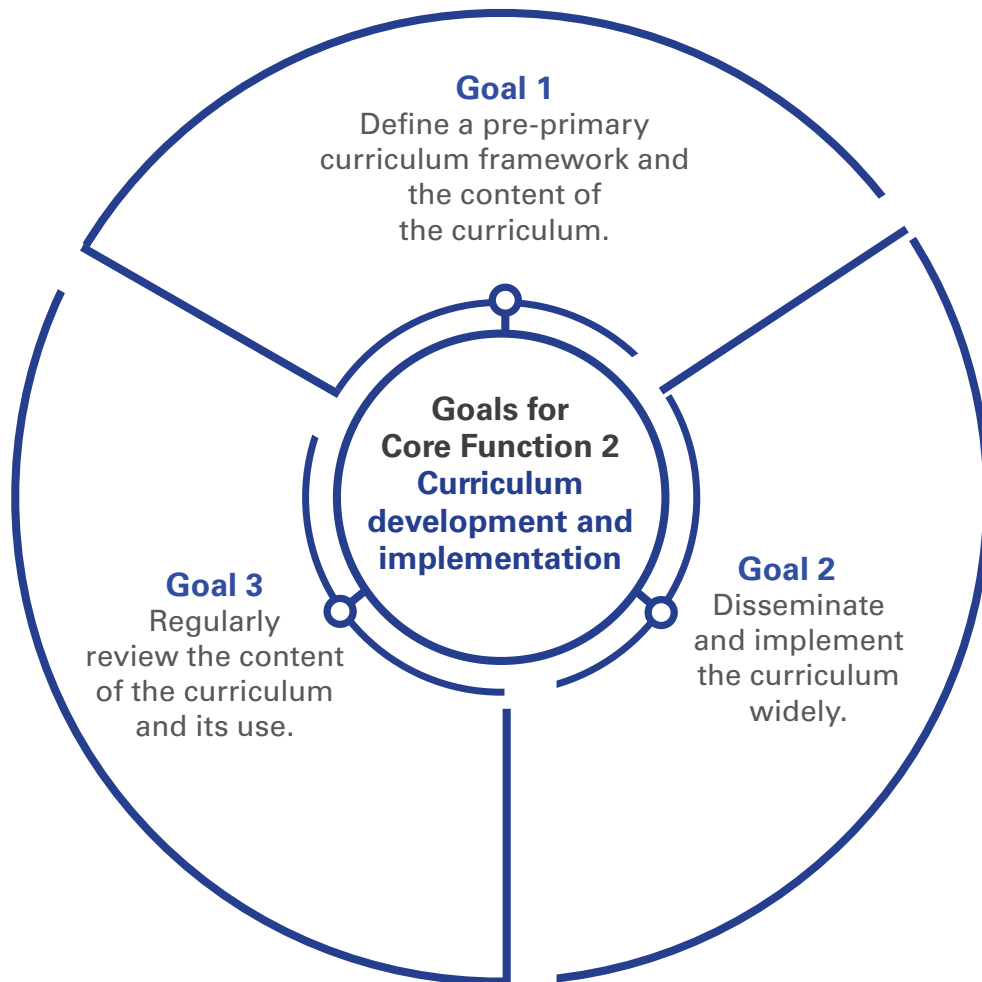 Goal 1
Define a pre-primary
curriculum framework and
the content of
the curriculum.
Goals for
Core Function 2
Curriculum
development and
implementation
Goal 2
Disseminate
and implement
the curriculum
widely.
Goal 3
Regularly
review the content
of the curriculum
and its use.